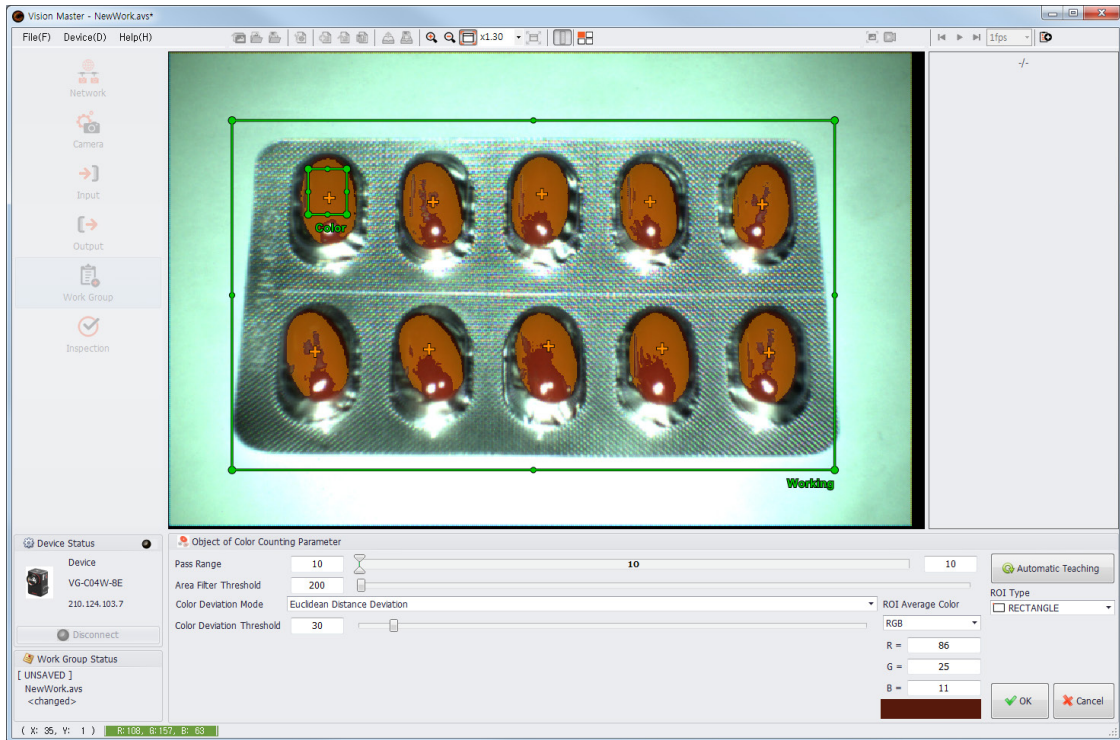 Vision Master - NewWork.avs*
File(F) Device(D) Help(H)
x1.30
1fps
-/-
Network
Camera
Input
Output
Work Group
Inspection
Color
Working
Device Status
Device
VG-C04W-8E
210.124.103.7
Disconnect
Work Group Status
[ UNSAVED ]
NewWork.avs
<changed>
Object of Color Counting Parameter
Pass Range 10 10 10
Area Filter Threshold 200
Color Deviation Mode Euclidean Distance Deviation
Color Deviation Threshold 30
ROI Average Color
RGB
R = 86
G = 25
B = 11
Automatic Teaching
ROI Type
RECTANGLE
OK Cancel
( X: 35, Y: 1 ) R:108, G:157, B: 63